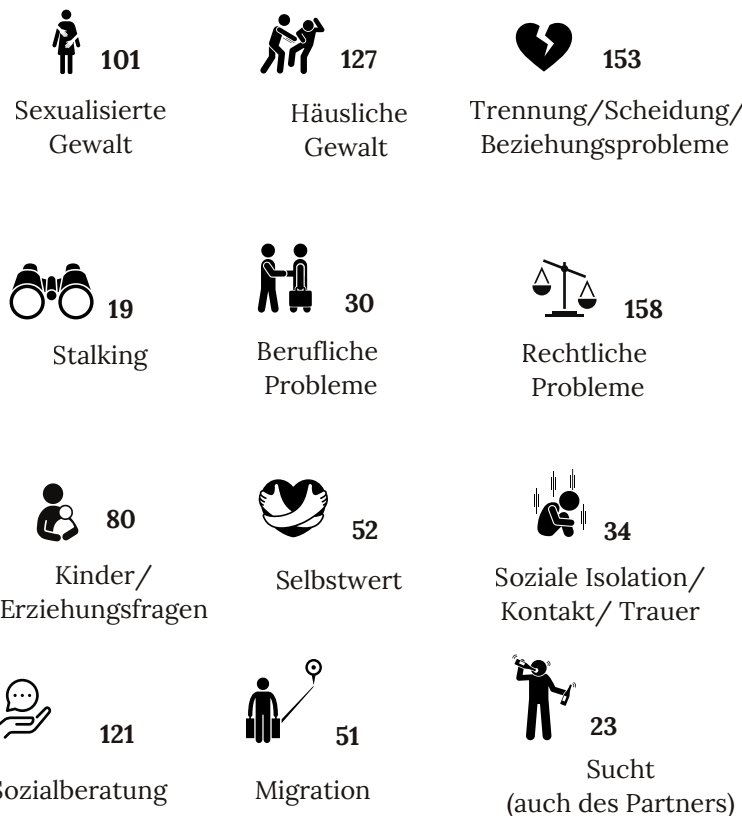 101
Sexualisierte
Gewalt
127
Häusliche
Gewalt
153
Trennung/Scheidung/
Beziehungsprobleme
19
Stalking
30
Berufliche
Probleme
158
Rechtliche
Probleme
80
Kinder/
Erziehungsfragen
52
Selbstwert
34
Soziale Isolation/
Kontakt/ Trauer
121
Sozialberatung
51
Migration
23
Sucht
(auch des Partners)